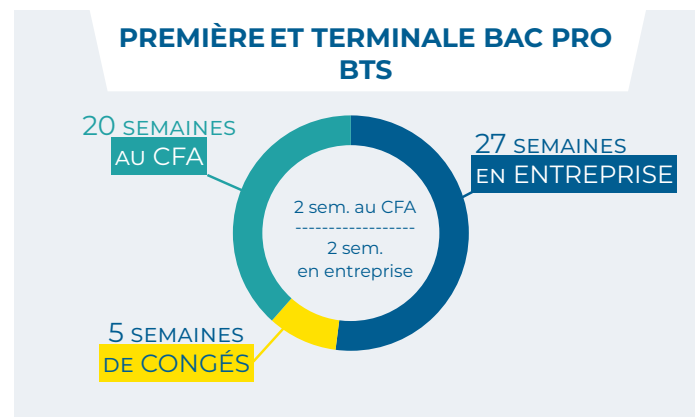 PREMIÈRE ET TERMINALE BAC PRO
BTS
20 SEMAINES
AU CFA
27 SEMAINES
EN ENTREPRISE
2 sem. au CFA
-------------------
2 sem.
en entreprise
5 SEMAINES
DE CONGÉS